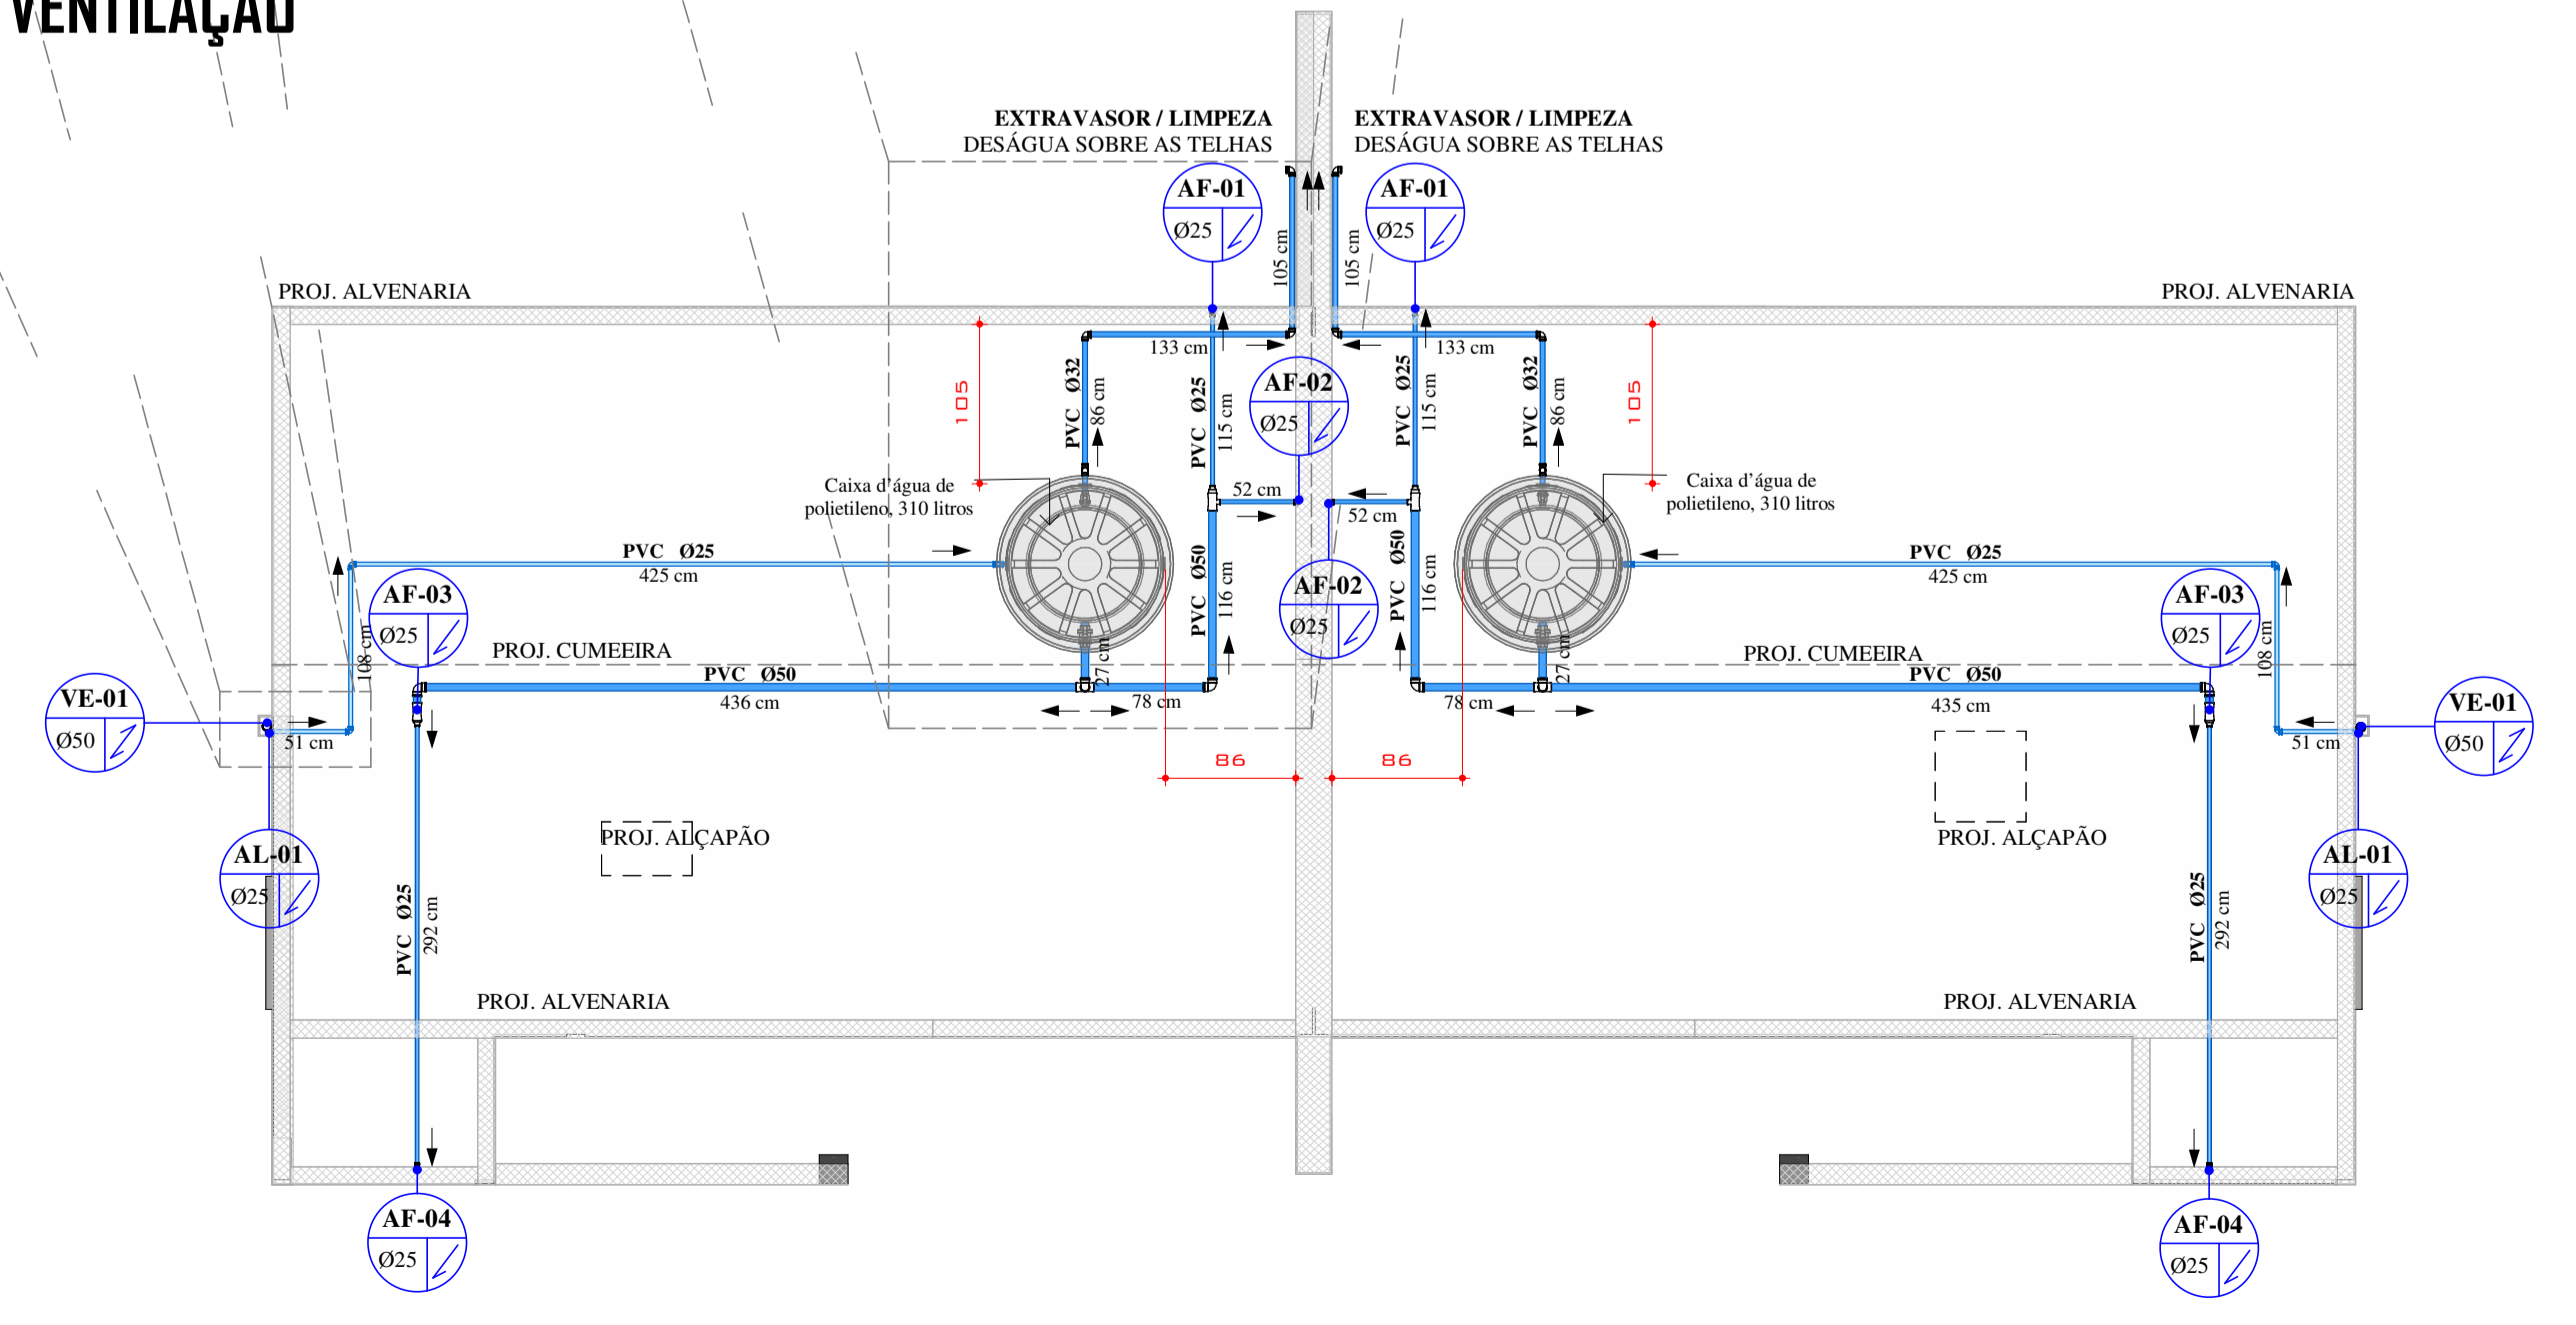 VENTILAÇÃO
EXTRAVASOR / LIMPEZA
DESÁGUA SOBRE AS TELHAS
EXTRAVASOR / LIMPEZA
DESÁGUA SOBRE AS TELHAS
AF-01
Ø25
AF-01
Ø25
105 cm
105 cm
PROJ. ALVENARIA
PROJ. ALVENARIA
133 cm
133 cm
105
PVC Ø32
86 cm
PVC Ø25
115 cm
AF-02
Ø25
PVC Ø25
115 cm
PVC Ø32
86 cm
105
Caixa d'água de
polietileno, 310 litros
52 cm
52 cm
Caixa d'água de
polietileno, 310 litros
PVC Ø25
425 cm
PVC Ø50
116 cm
AF-02
Ø25
PVC Ø50
116 cm
PVC Ø25
425 cm
AF-03
Ø25
AF-03
Ø25
108 cm
108 cm
PROJ. CUMEEIRA
PROJ. CUMEEIRA
27 cm
27 cm
PVC Ø50
436 cm
78 cm
78 cm
PVC Ø50
435 cm
VE-01
Ø50
51 cm
51 cm
VE-01
Ø50
86
86
PROJ. ALÇAPÃO
PROJ. ALÇAPÃO
AL-01
Ø25
AL-01
Ø25
PVC Ø25
292 cm
PVC Ø25
292 cm
PROJ. ALVENARIA
PROJ. ALVENARIA
AF-04
Ø25
AF-04
Ø25